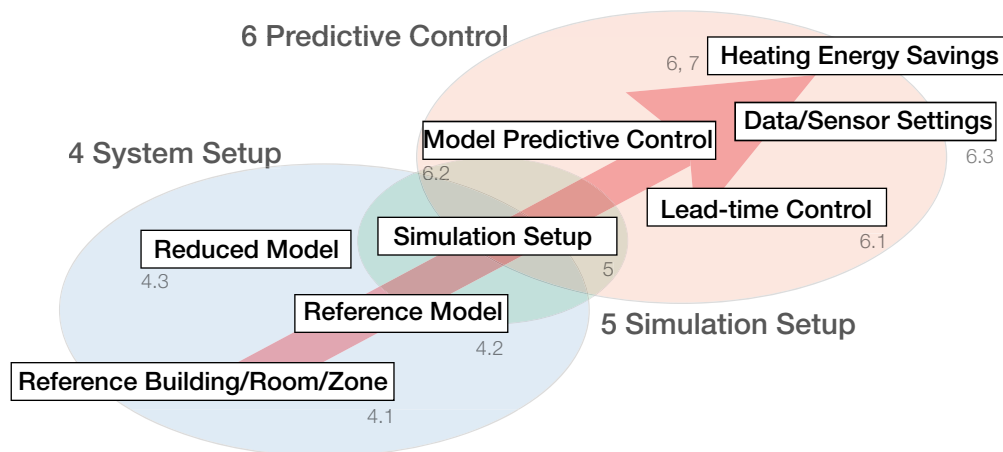 6 Predictive Control
Heating Energy Savings
6, 7
Data/Sensor Settings
6.3
Model Predictive Control
6.2
4 System Setup
Lead-time Control
6.1
Simulation Setup
5
Reduced Model
4.3
Reference Model
4.2
5 Simulation Setup
Reference Building/Room/Zone
4.1